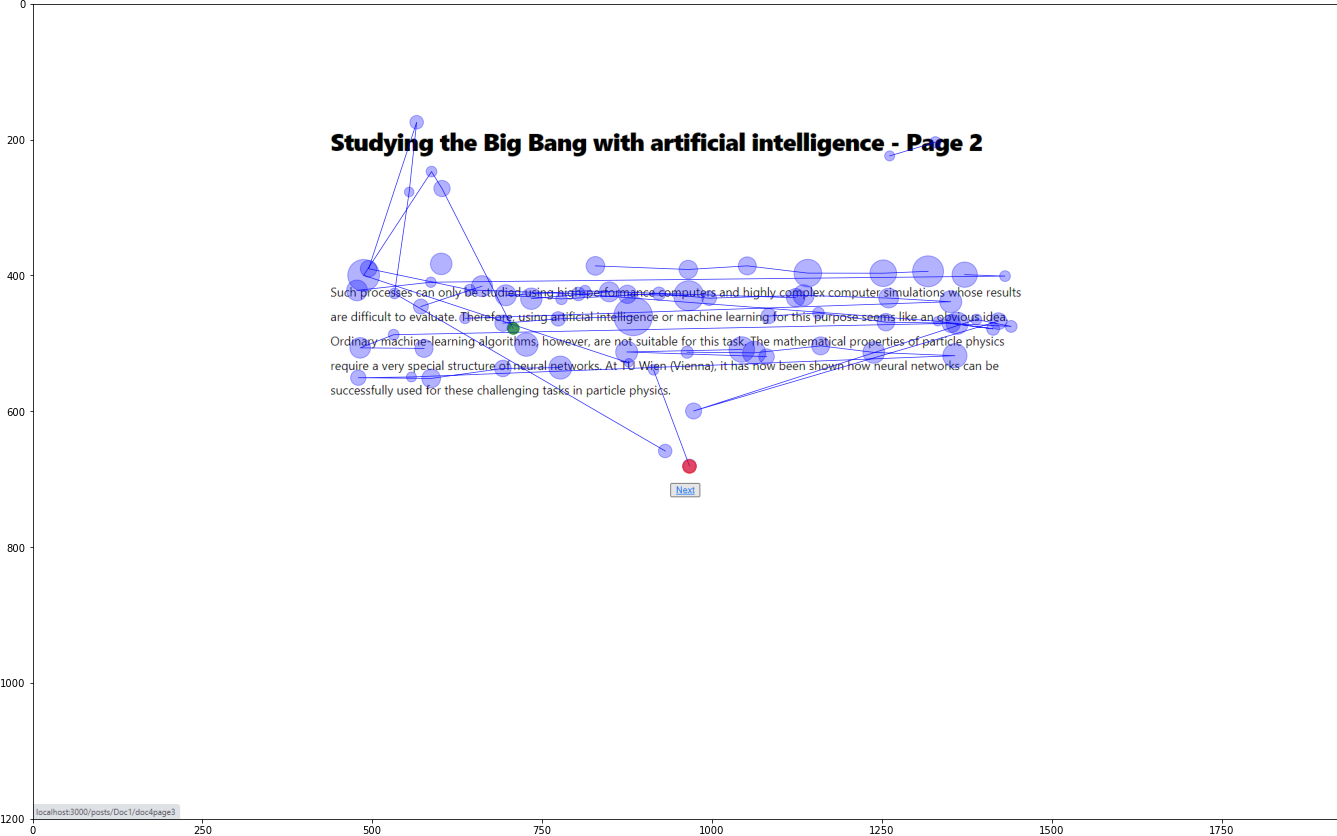 0
200
Studying the Big Bang with artificial intelligence - Page 2
400
Such processes can only be studied using high-performance computers and highly complex computer simulations whose results
are difficult to evaluate. Therefore, using artificial intelligence or machine learning for this purpose seems like an obvious idea.
Ordinary machine-learning algorithms, however, are not suitable for this task. The mathematical properties of particle physics
require a very special structure of neural networks. At TU Wien (Vienna), it has now been shown how neural networks can be
successfully used for these challenging tasks in particle physics.
600
Next
800
1000
localhost:3000/posts/Doc1/doc4page3
1200
0 250 500 750 1000 1250 1500 1750